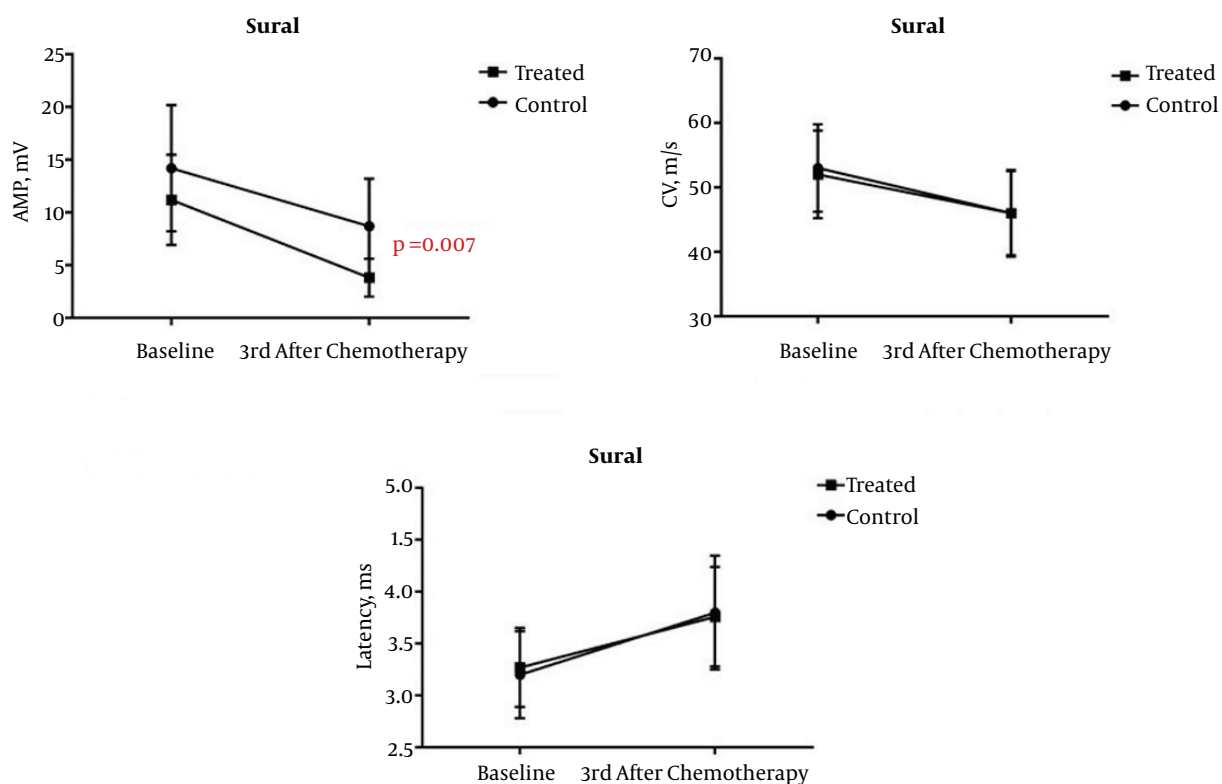 Sural
25
20
15
10
5
0
AMP, mV
Treated
Control
p =0.007
Baseline
3rd After Chemotherapy
Sural
70
60
50
40
30
CV, m/s
Treated
Control
Baseline
3rd After Chemotherapy
Sural
5.0
1.5
4.0
3.5
3.0
2.5
Latency, ms
Treated
Control
Baseline
3rd After Chemotherapy